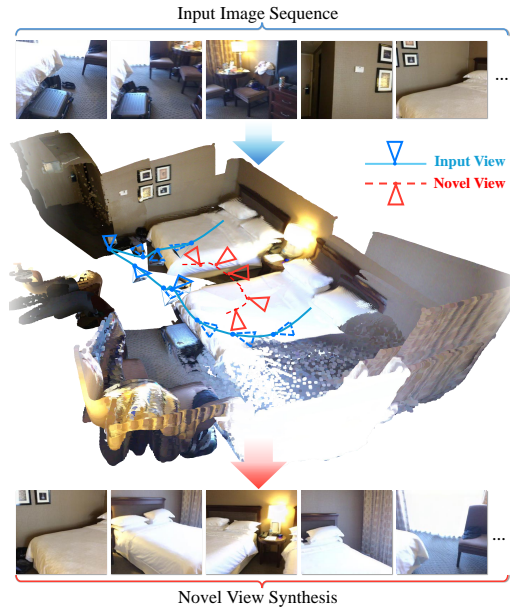 Input Image Sequence
...
Input View
Novel View
...
Novel View Synthesis